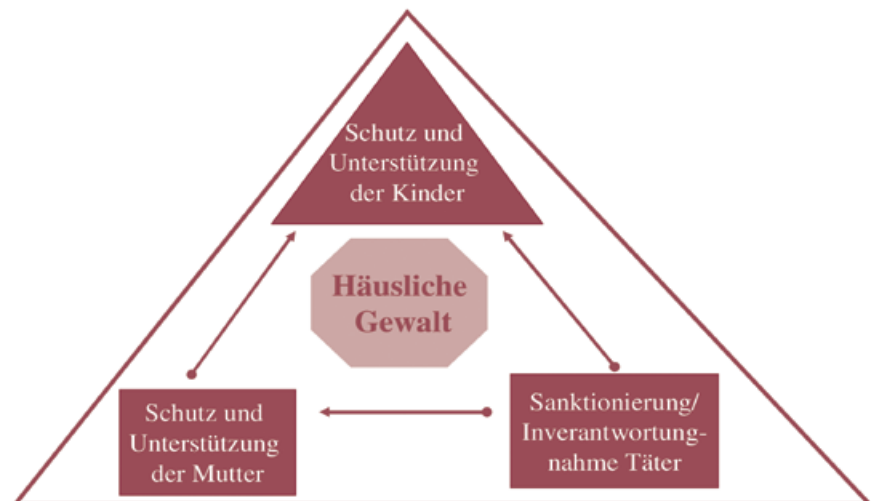 Schutz und
Unterstützung
der Kinder
Häusliche
Gewalt
Schutz und
Unterstützung
der Mutter
Sanktionierung/
Inverantwortung-
nahme Täter